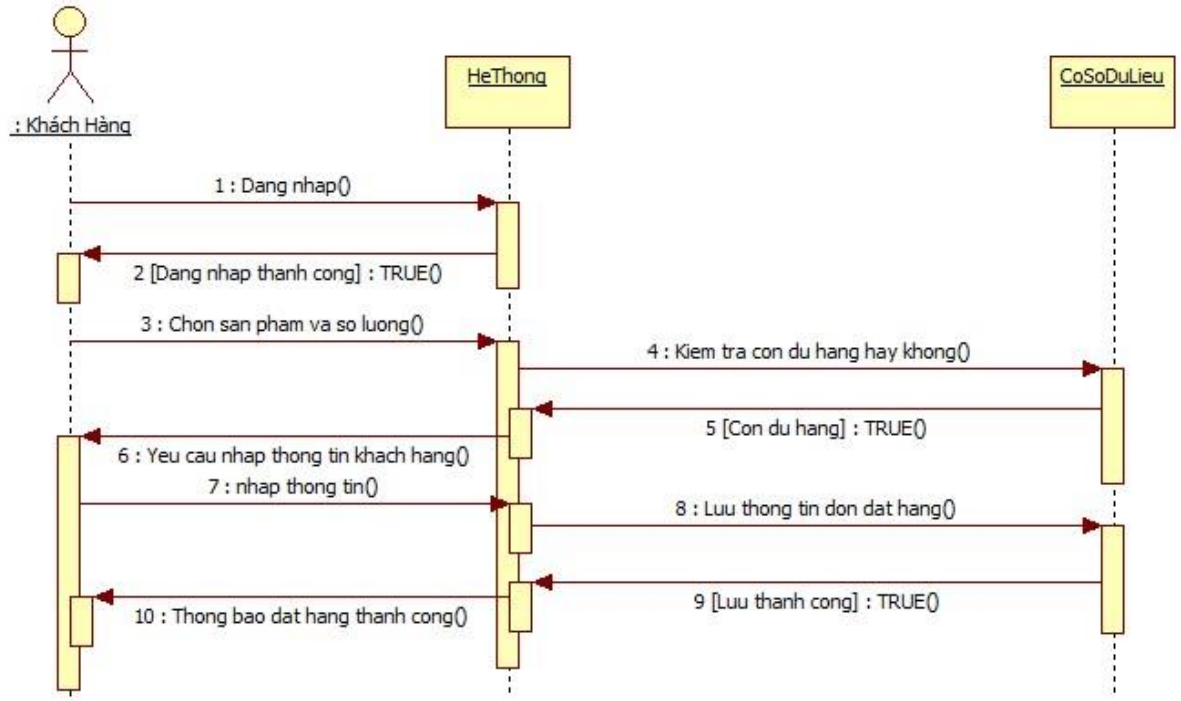 HeThong
CoSoDuLieu
: Khách Hàng
1 : Dang nhap()
2 [Dang nhap thanh cong] : TRUE()
3 : Chon san pham va so luong()
4 : Kiem tra con du hang hay khong()
5 [Con du hang] : TRUE()
6 : Yeu cau nhap thong tin khach hang()
7 : nhap thong tin()
8 : Luu thong tin don dat hang()
9 [Luu thanh cong] : TRUE()
10 : Thong bao dat hang thanh cong()